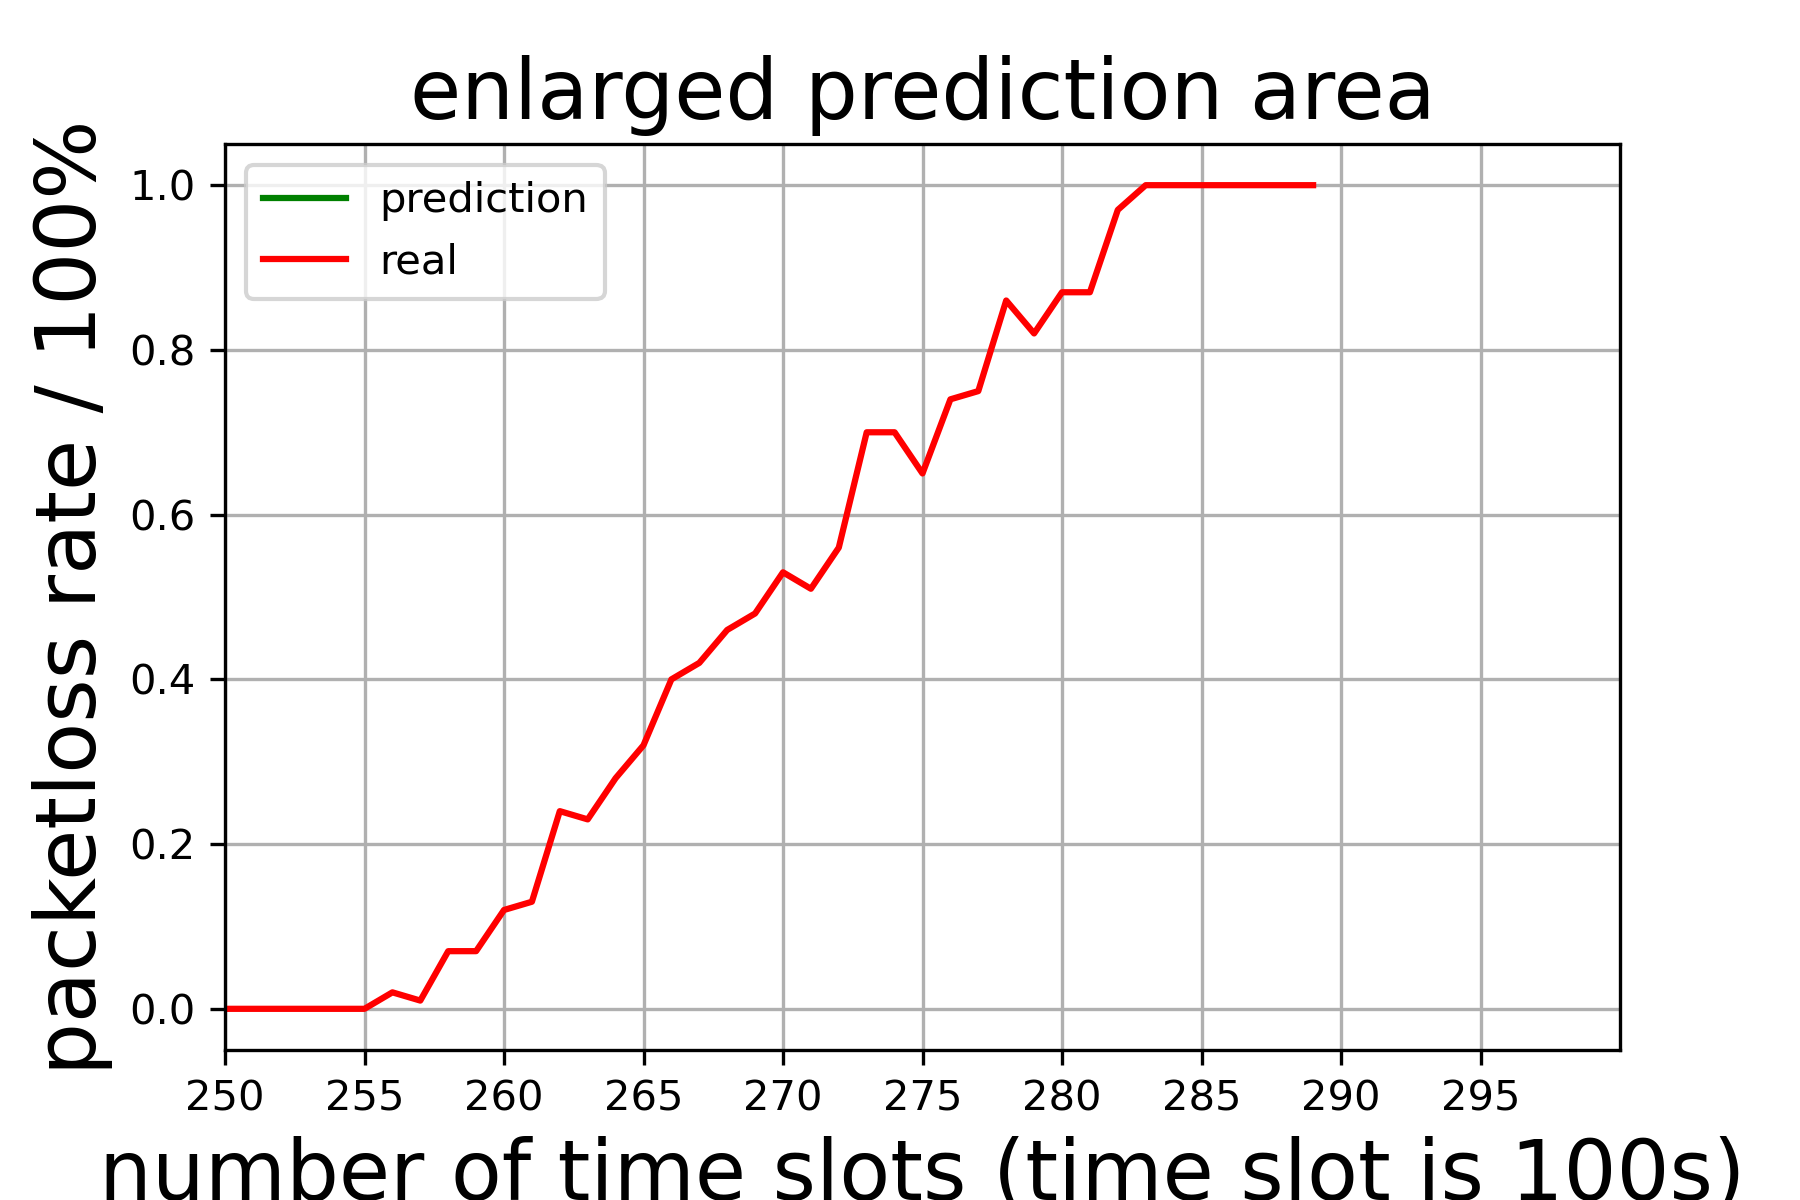 enlarged prediction area
packetloss rate / 100%
1.0
0.8
0.6
0.4
0.2
0.0
prediction
real
250 255 260 265 270 275 280 285 290 295
number of time slots (time slot is 100s)